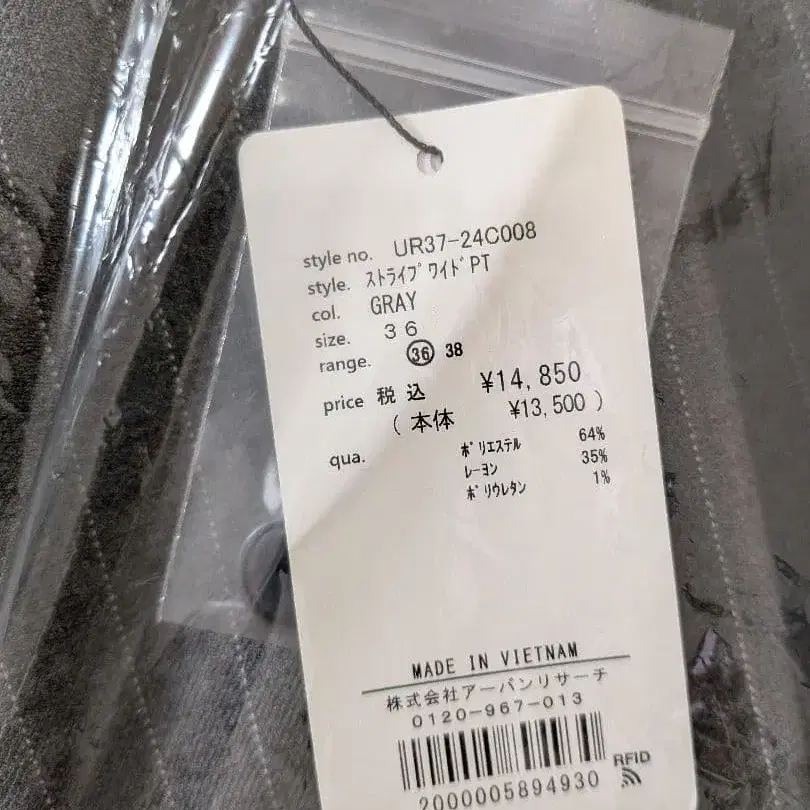 style no. UR37-24C008
style. ｽﾄﾗｲﾌﾟﾜｲﾄﾞPT
col. GRAY
size. 36
range. 36 38
price 税込 ¥14,850
(本体 ¥13,500)
qua. ﾎﾟﾘｴｽﾃﾙ 64%
ﾚｰﾖﾝ 35%
ﾎﾟﾘｳﾚﾀﾝ 1%
MADE IN VIETNAM
株式会社アーバンリサーチ
0120-967-013
RFID
2000005894930